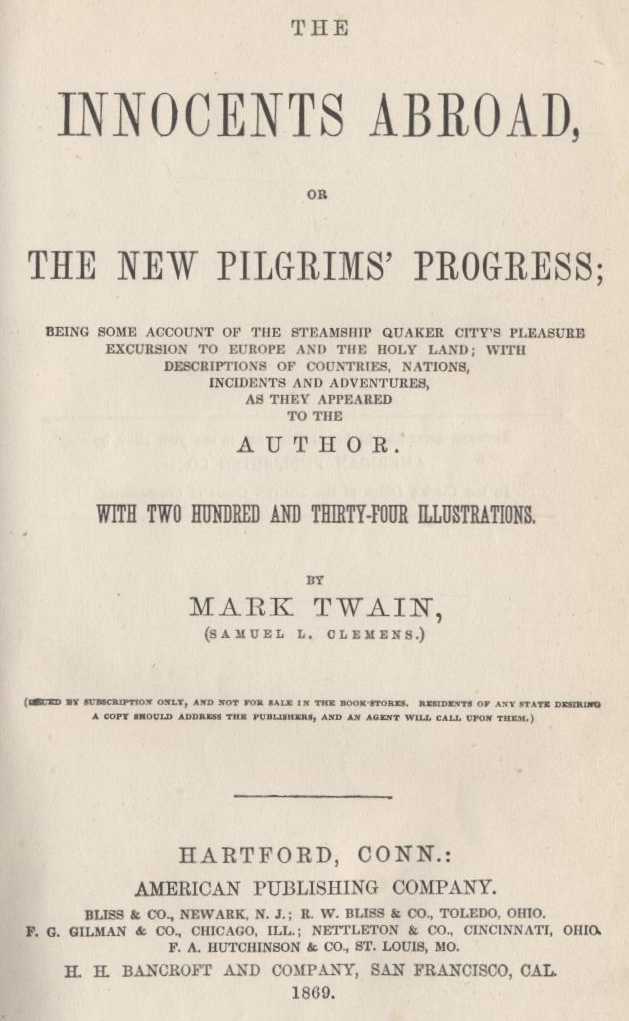 THE
INNOCENTS ABROAD,
OR
THE NEW PILGRIMS' PROGRESS;
BEING SOME ACCOUNT OF THE STEAMSHIP QUAKER CITY'S PLEASURE
EXCURSION TO EUROPE AND THE HOLY LAND; WITH
DESCRIPTIONS OF COUNTRIES, NATIONS,
INCIDENTS AND ADVENTURES,
AS THEY APPEARED
TO THE
AUTHOR.
WITH TWO HUNDRED AND THIRTY-FOUR ILLUSTRATIONS.
BY
MARK TWAIN,
(SAMUEL L. CLEMENS.)
(ISSUED BY SUBSCRIPTION ONLY, AND NOT FOR SALE IN THE BOOK-STORES. RESIDENTS OF ANY STATE DESIRING
A COPY SHOULD ADDRESS THE PUBLISHERS, AND AN AGENT WILL CALL UPON THEM.)
HARTFORD, CONN.:
AMERICAN PUBLISHING COMPANY.
BLISS & CO., NEWARK, N. J.; R. W. BLISS & CO., TOLEDO, OHIO.
F. G. GILMAN & CO., CHICAGO, ILL.; NETTLETON & CO., CINCINNATI, OHIO.
F. A. HUTCHINSON & CO., ST. LOUIS, MO.
H. H. BANCROFT AND COMPANY, SAN FRANCISCO, CAL.
1869.